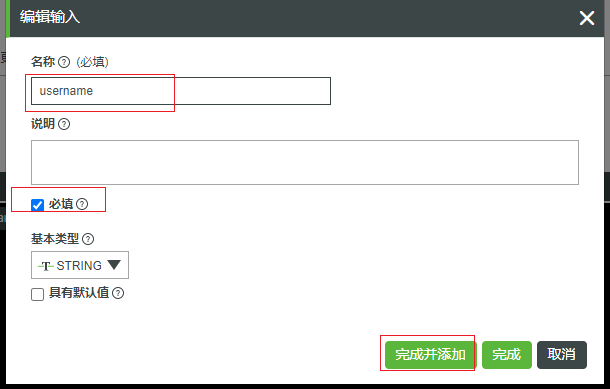 编辑输入
名称 (必填)
username
说明
必填
基本类型
STRING
具有默认值
完成并添加 完成 取消